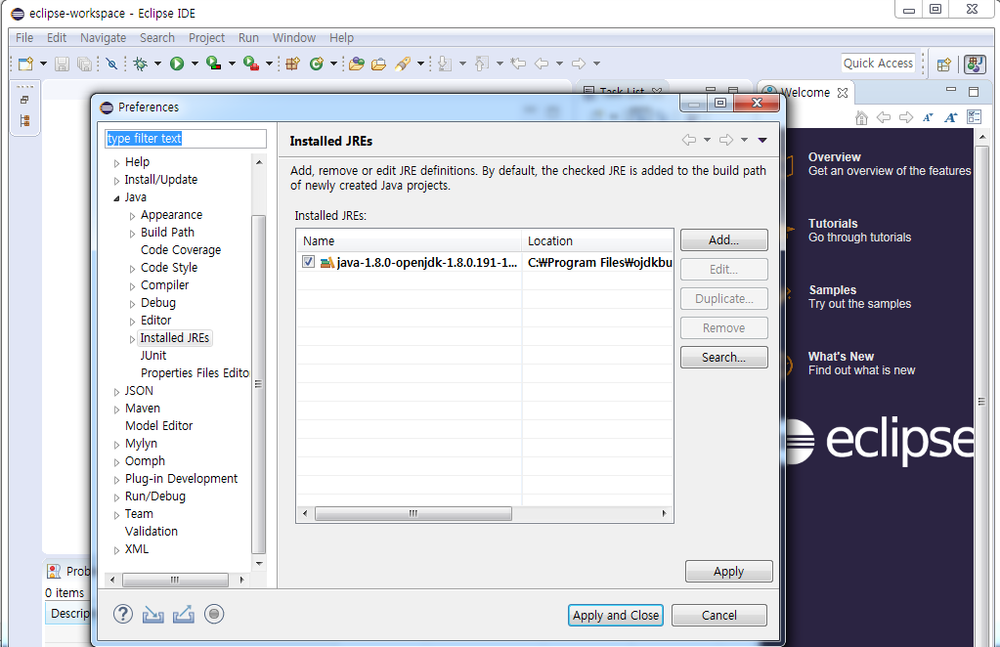 eclipse-workspace - Eclipse IDE
File Edit Navigate Search Project Run Window Help
Quick Access
Task List
Welcome
Preferences
type filter text
Help
Install/Update
Java
Appearance
Build Path
Code Coverage
Code Style
Compiler
Debug
Editor
Installed JREs
JUnit
Properties Files Edito
JSON
Maven
Model Editor
Mylyn
Oomph
Plug-in Development
Run/Debug
Team
Validation
XML
Installed JREs
Add, remove or edit JRE definitions. By default, the checked JRE is added to the build path
of newly created Java projects.
Installed JREs:
Name Location
java-1.8.0-openjdk-1.8.0.191-1... C:₩Program Files₩ojdkbu
Add...
Edit...
Duplicate...
Remove
Search...
Apply
Apply and Close Cancel
Overview
Get an overview of the features
Tutorials
Go through tutorials
Samples
Try out the samples
What's New
Find out what is new
eclipse
Prob
0 items
Descrip